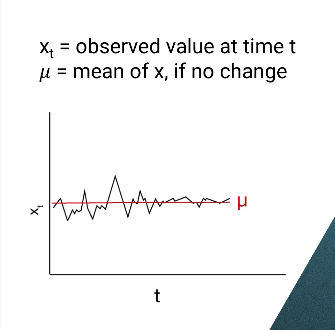 xₜ = observed value at time t
μ = mean of x, if no change
μ
xₜ
t